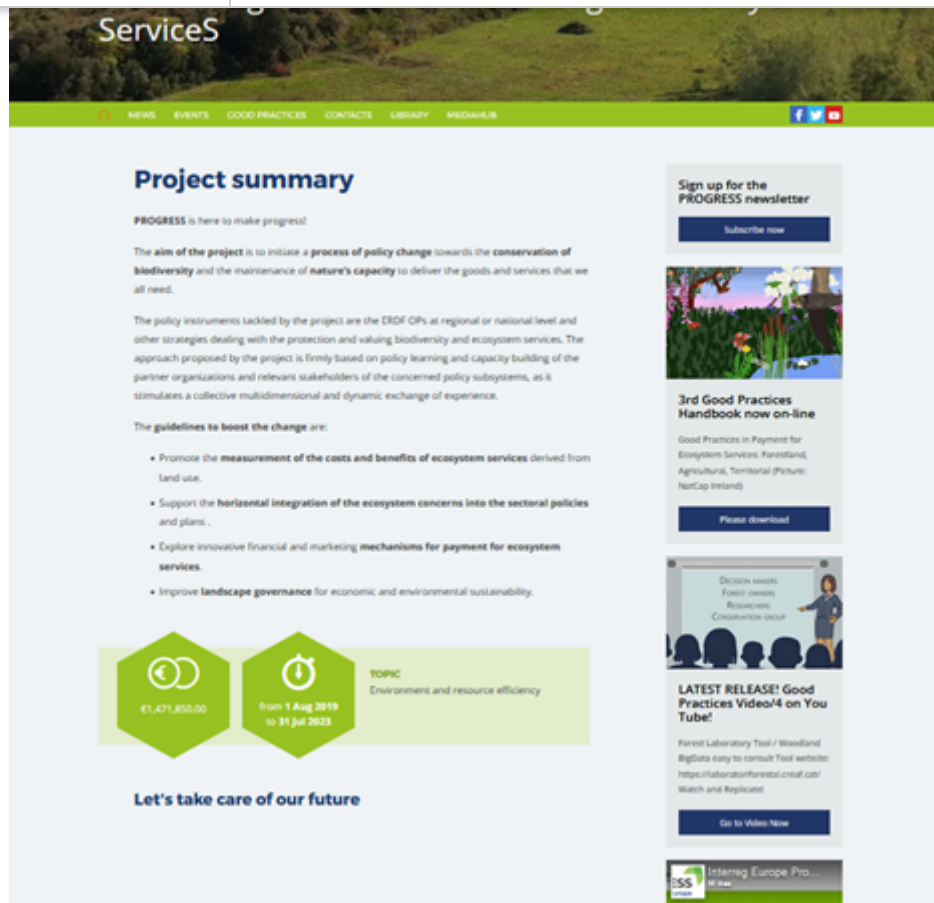 ServiceS
NEWS EVENTS GOOD PRACTICES CONTACTS LIBRARY MEDIAHUB
Project summary
PROGRESS is here to make progress!
The aim of the project is to initiate a process of policy change towards the conservation of
biodiversity and the maintenance of nature's capacity to deliver the goods and services that we
all need.
The policy instruments tackled by the project are the ERDF OPs at regional or national level and
other strategies dealing with the protection and valuing biodiversity and ecosystem services. The
approach proposed by the project is firmly based on policy learning and capacity building of the
partner organizations and relevant stakeholders of the concerned policy subsystems, as it
stimulates a collective multidimensional and dynamic exchange of experience.
The guidelines to boost the change are:
• Promote the measurement of the costs and benefits of ecosystem services derived from
land use.
• Support the horizontal integration of the ecosystem concerns into the sectoral policies
and plans .
• Explore innovative financial and marketing mechanisms for payment for ecosystem
services.
• Improve landscape governance for economic and environmental sustainability.
€1,471,850.00
from 1 Aug 2019
to 31 Jul 2023
TOPIC
Environment and resource efficiency
Let's take care of our future
Sign up for the
PROGRESS newsletter
Subscribe now
3rd Good Practices
Handbook now on-line
Good Practices in Payment for
Ecosystem Services: Forestland,
Agricultural, Territorial (Picture:
NatCap Ireland)
Please download
DECISION MAKERS
FOREST OWNERS
RESEARCHERS
CONSERVATION GROUP
LATEST RELEASE! Good
Practices Video/4 on You
Tube!
Forest Laboratory Tool / Woodland
BigData easy to consult Tool website:
https://laboratoriforestal.creaf.cat/
Watch and Replicate!
Go to Video Now
ESS
Interreg Europe Pro...